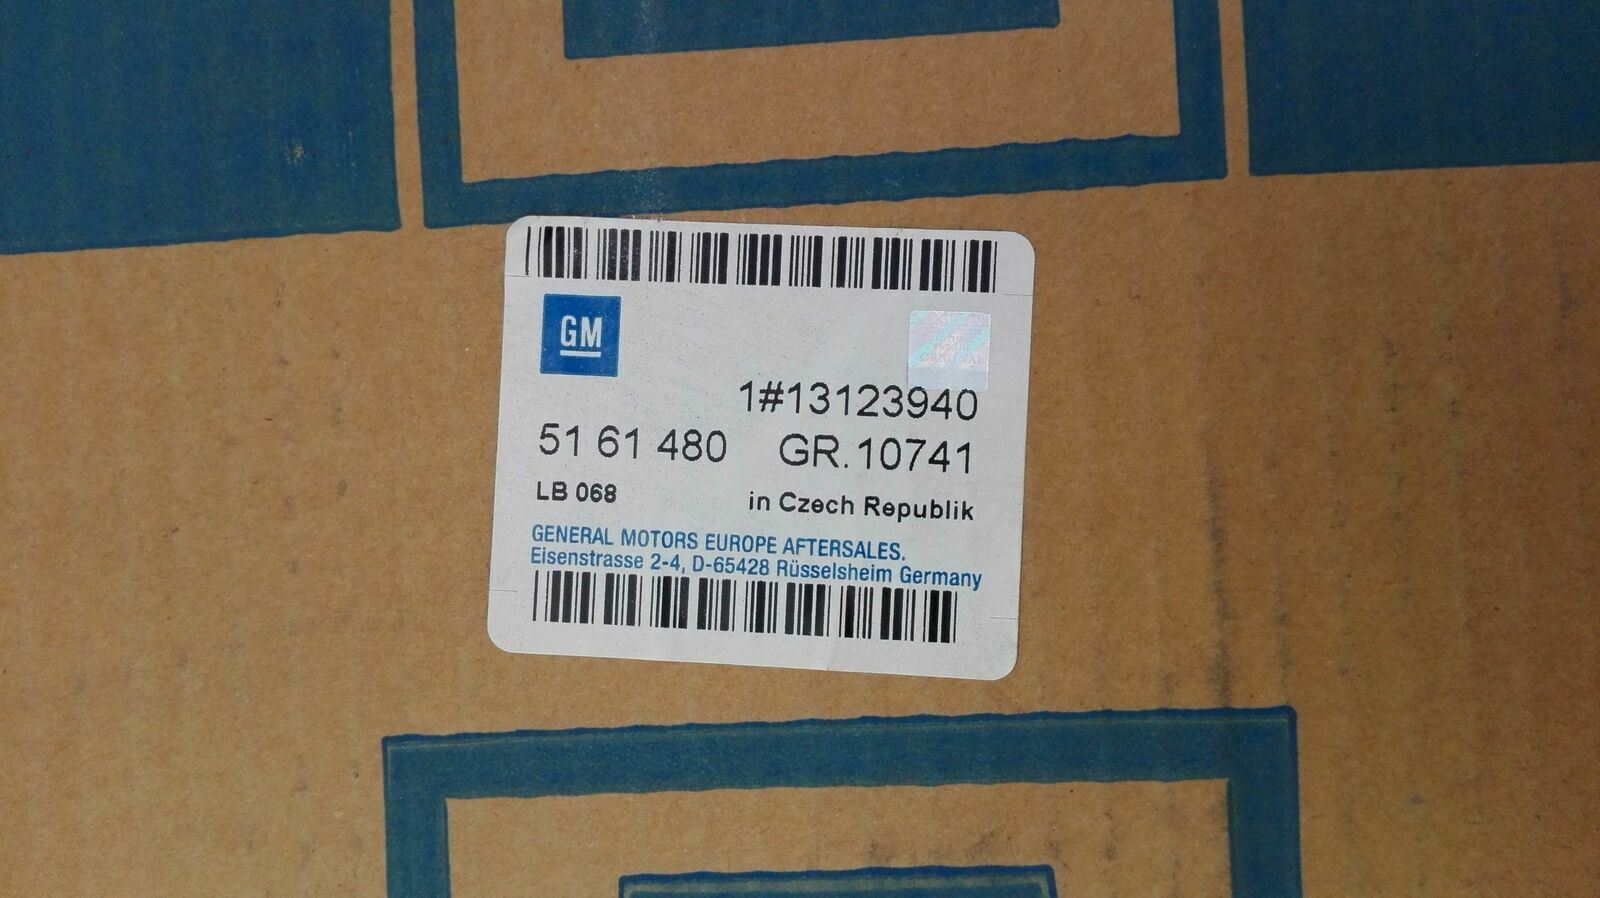 GM
ORIGINAL
1#13123940
51 61 480 GR. 10741
LB 068 in Czech Republik
GENERAL MOTORS EUROPE AFTERSALES.
Eisenstrasse 2-4, D-65428 Rüsselsheim Germany